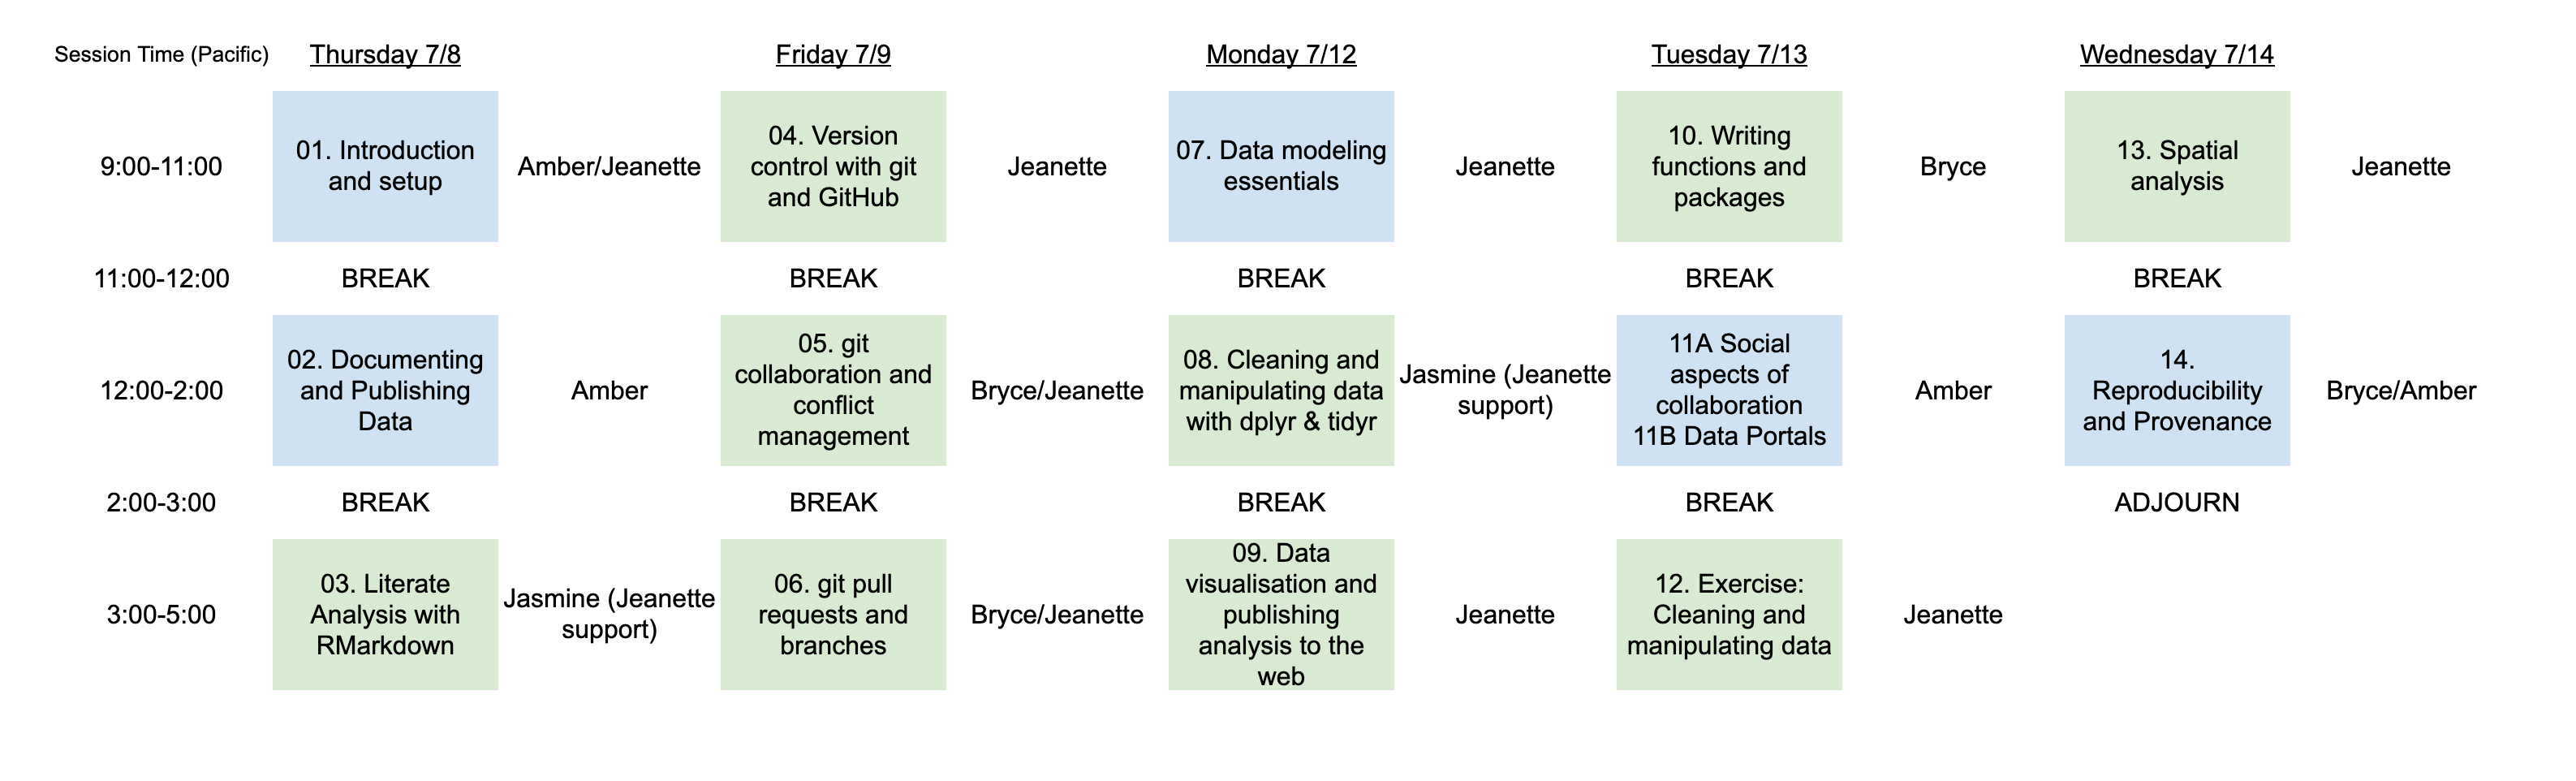 Session Time (Pacific) Thursday 7/8 Friday 7/9 Monday 7/12 Tuesday 7/13 Wednesday 7/14
9:00-11:00
01. Introduction
and setup
Amber/Jeanette
04. Version
control with git
and GitHub
Jeanette
07. Data modeling
essentials
Jeanette
10. Writing
functions and
packages
Bryce
13. Spatial
analysis
Jeanette
11:00-12:00 BREAK BREAK BREAK BREAK BREAK
12:00-2:00
02. Documenting
and Publishing
Data
Amber
05. git
collaboration and
conflict
management
Bryce/Jeanette
08. Cleaning and
manipulating data
with dplyr & tidyr
Jasmine (Jeanette
support)
11A Social
aspects of
collaboration
11B Data Portals
Amber
14.
Reproducibility
and Provenance
Bryce/Amber
2:00-3:00 BREAK BREAK BREAK BREAK ADJOURN
3:00-5:00
03. Literate
Analysis with
RMarkdown
Jasmine (Jeanette
support)
06. git pull
requests and
branches
Bryce/Jeanette
09. Data
visualisation and
publishing
analysis to the
web
Jeanette
12. Exercise:
Cleaning and
manipulating data
Jeanette